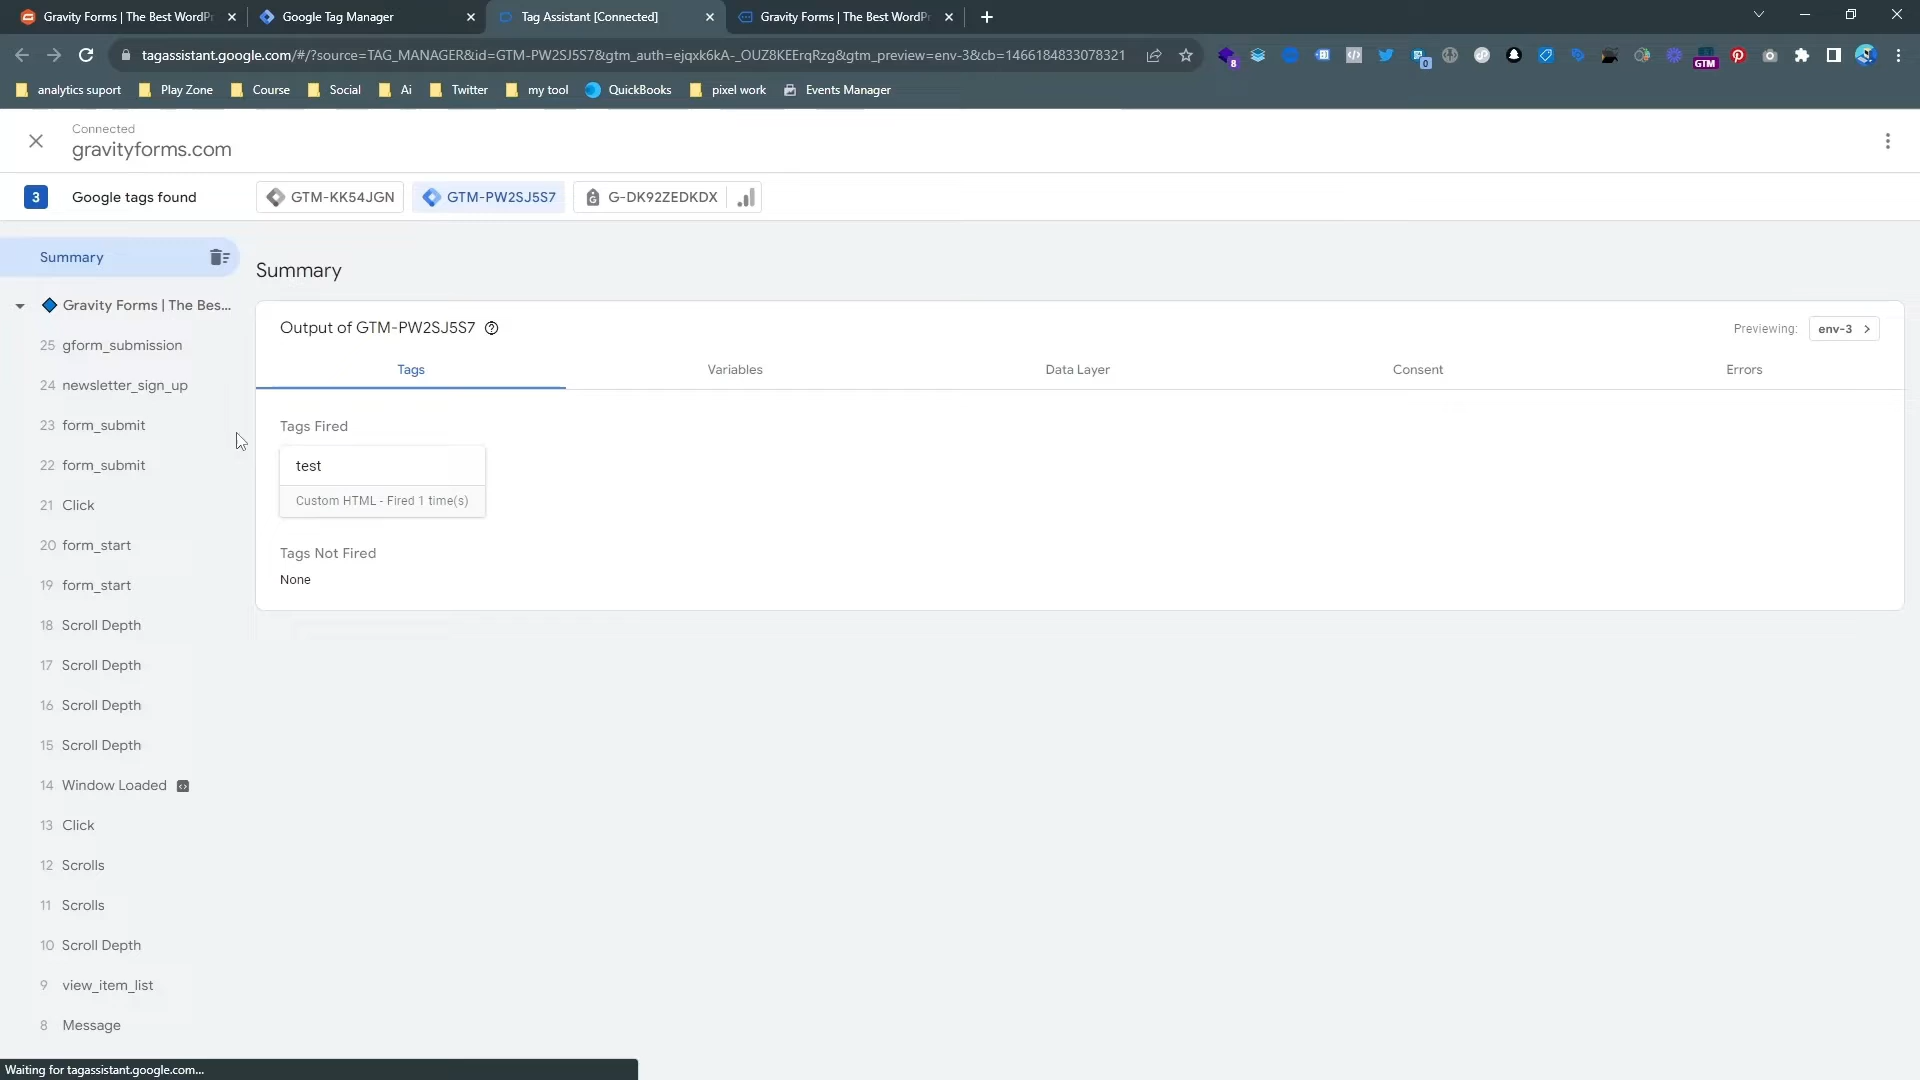 Gravity Forms | The Best WordPr
Google Tag Manager
Tag Assistant [Connected]
Gravity Forms | The Best WordPr
tagassistant.google.com/#/?source=TAG_MANAGER&id=GTM-PW2SJ5S7&gtm_auth=ejqxk6kA-_OUZ8KEErqRzg&gtm_preview=env-3&cb=1466184833078321
8
0
GTM
analytics suport
Play Zone
Course
Social
Ai
Twitter
my tool
QuickBooks
pixel work
Events Manager
Connected
gravityforms.com
3
Google tags found
GTM-KK54JGN
GTM-PW2SJ5S7
G-DK92ZEDKDX
Summary
Gravity Forms | The Bes...
25 gform_submission
24 newsletter_sign_up
23 form_submit
22 form_submit
21 Click
20 form_start
19 form_start
18 Scroll Depth
17 Scroll Depth
16 Scroll Depth
15 Scroll Depth
14 Window Loaded
13 Click
12 Scrolls
11 Scrolls
10 Scroll Depth
9 view_item_list
8 Message
Summary
Output of GTM-PW2SJ5S7
Previewing: env-3
Tags
Variables
Data Layer
Consent
Errors
Tags Fired
test
Custom HTML - Fired 1 time(s)
Tags Not Fired
None
Waiting for tagassistant.google.com...